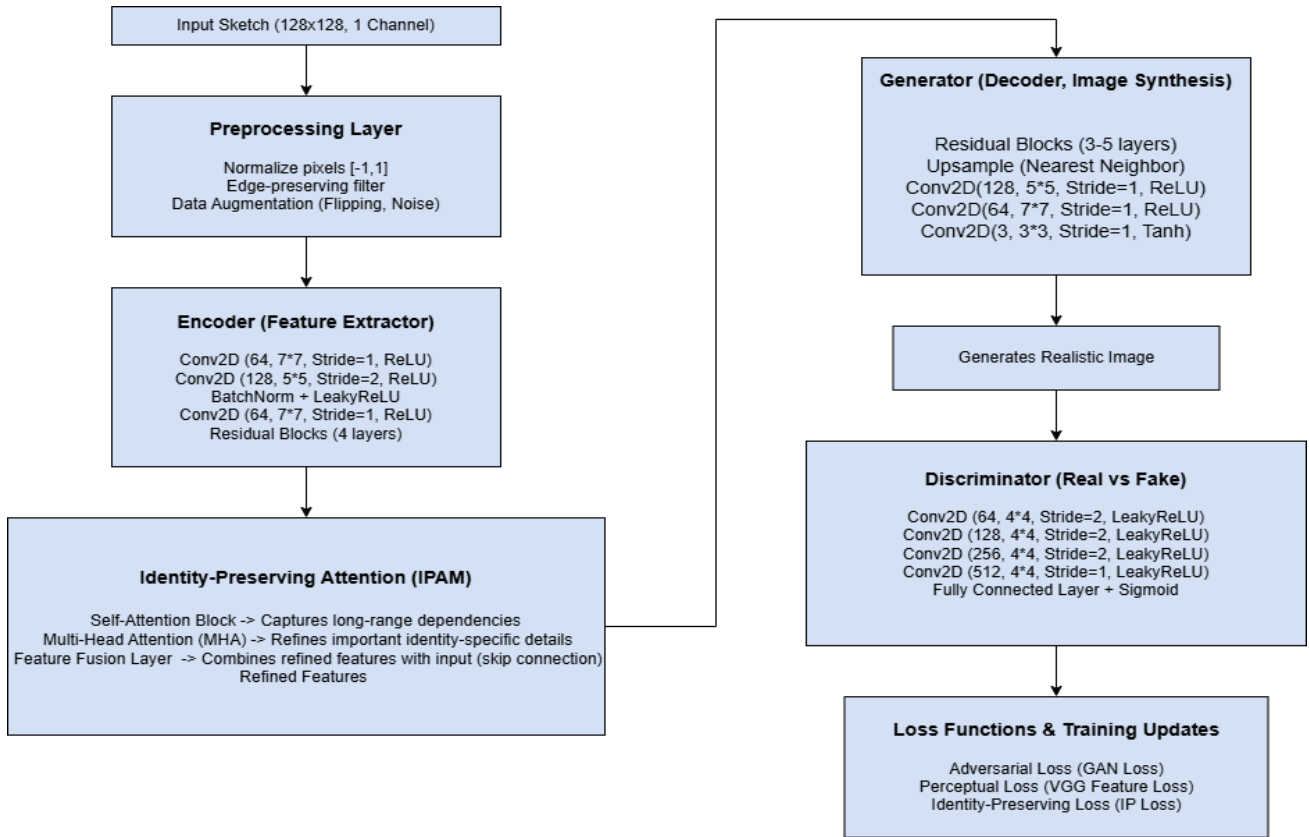 Input Sketch (128x128, 1 Channel)
Preprocessing Layer
Normalize pixels [-1,1]
Edge-preserving filter
Data Augmentation (Flipping, Noise)
Encoder (Feature Extractor)
Conv2D (64, 7*7, Stride=1, ReLU)
Conv2D (128, 5*5, Stride=2, ReLU)
BatchNorm + LeakyReLU
Conv2D (64, 7*7, Stride=1, ReLU)
Residual Blocks (4 layers)
Identity-Preserving Attention (IPAM)
Self-Attention Block -> Captures long-range dependencies
Multi-Head Attention (MHA) -> Refines important identity-specific details
Feature Fusion Layer -> Combines refined features with input (skip connection)
Refined Features
Generator (Decoder, Image Synthesis)
Residual Blocks (3-5 layers)
Upsample (Nearest Neighbor)
Conv2D(128, 5*5, Stride=1, ReLU)
Conv2D(64, 7*7, Stride=1, ReLU)
Conv2D(3, 3*3, Stride=1, Tanh)
Generates Realistic Image
Discriminator (Real vs Fake)
Conv2D (64, 4*4, Stride=2, LeakyReLU)
Conv2D (128, 4*4, Stride=2, LeakyReLU)
Conv2D (256, 4*4, Stride=2, LeakyReLU)
Conv2D (512, 4*4, Stride=1, LeakyReLU)
Fully Connected Layer + Sigmoid
Loss Functions & Training Updates
Adversarial Loss (GAN Loss)
Perceptual Loss (VGG Feature Loss)
Identity-Preserving Loss (IP Loss)